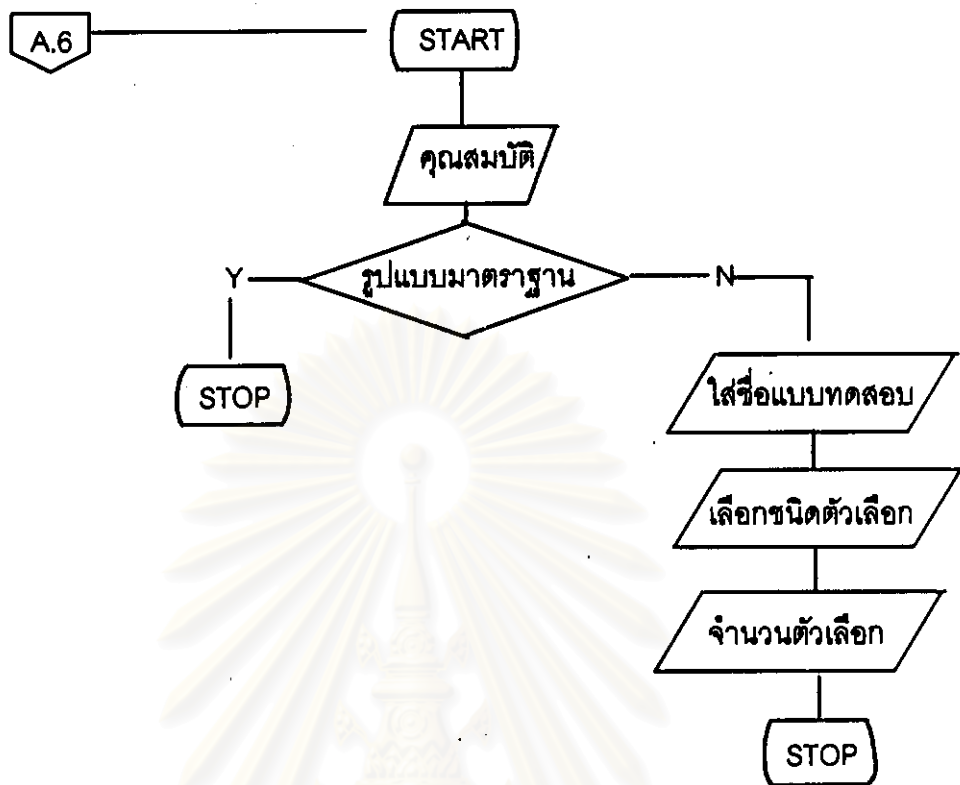 A.6
START
คุณสมบัติ
รูปแบบมาตราฐาน
Y
N
STOP
ใส่ชื่อแบบทดสอบ
เลือกชนิดตัวเลือก
จำนวนตัวเลือก
STOP